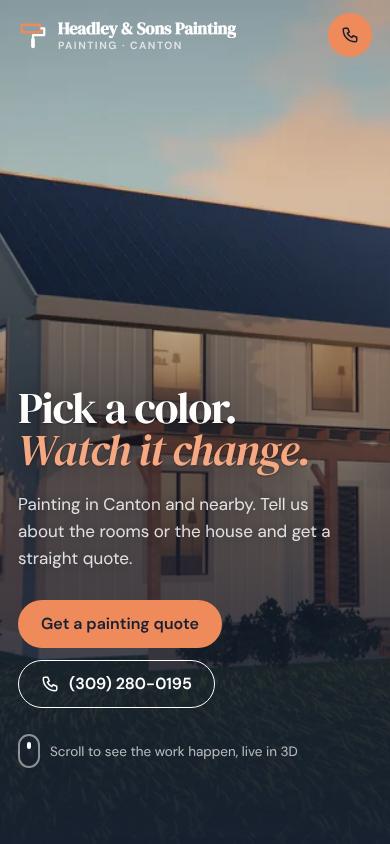 Headley & Sons Painting
PAINTING · CANTON
Pick a color.
Watch it change.
Painting in Canton and nearby. Tell us
about the rooms or the house and get a
straight quote.
Get a painting quote
(309) 280-0195
Scroll to see the work happen, live in 3D